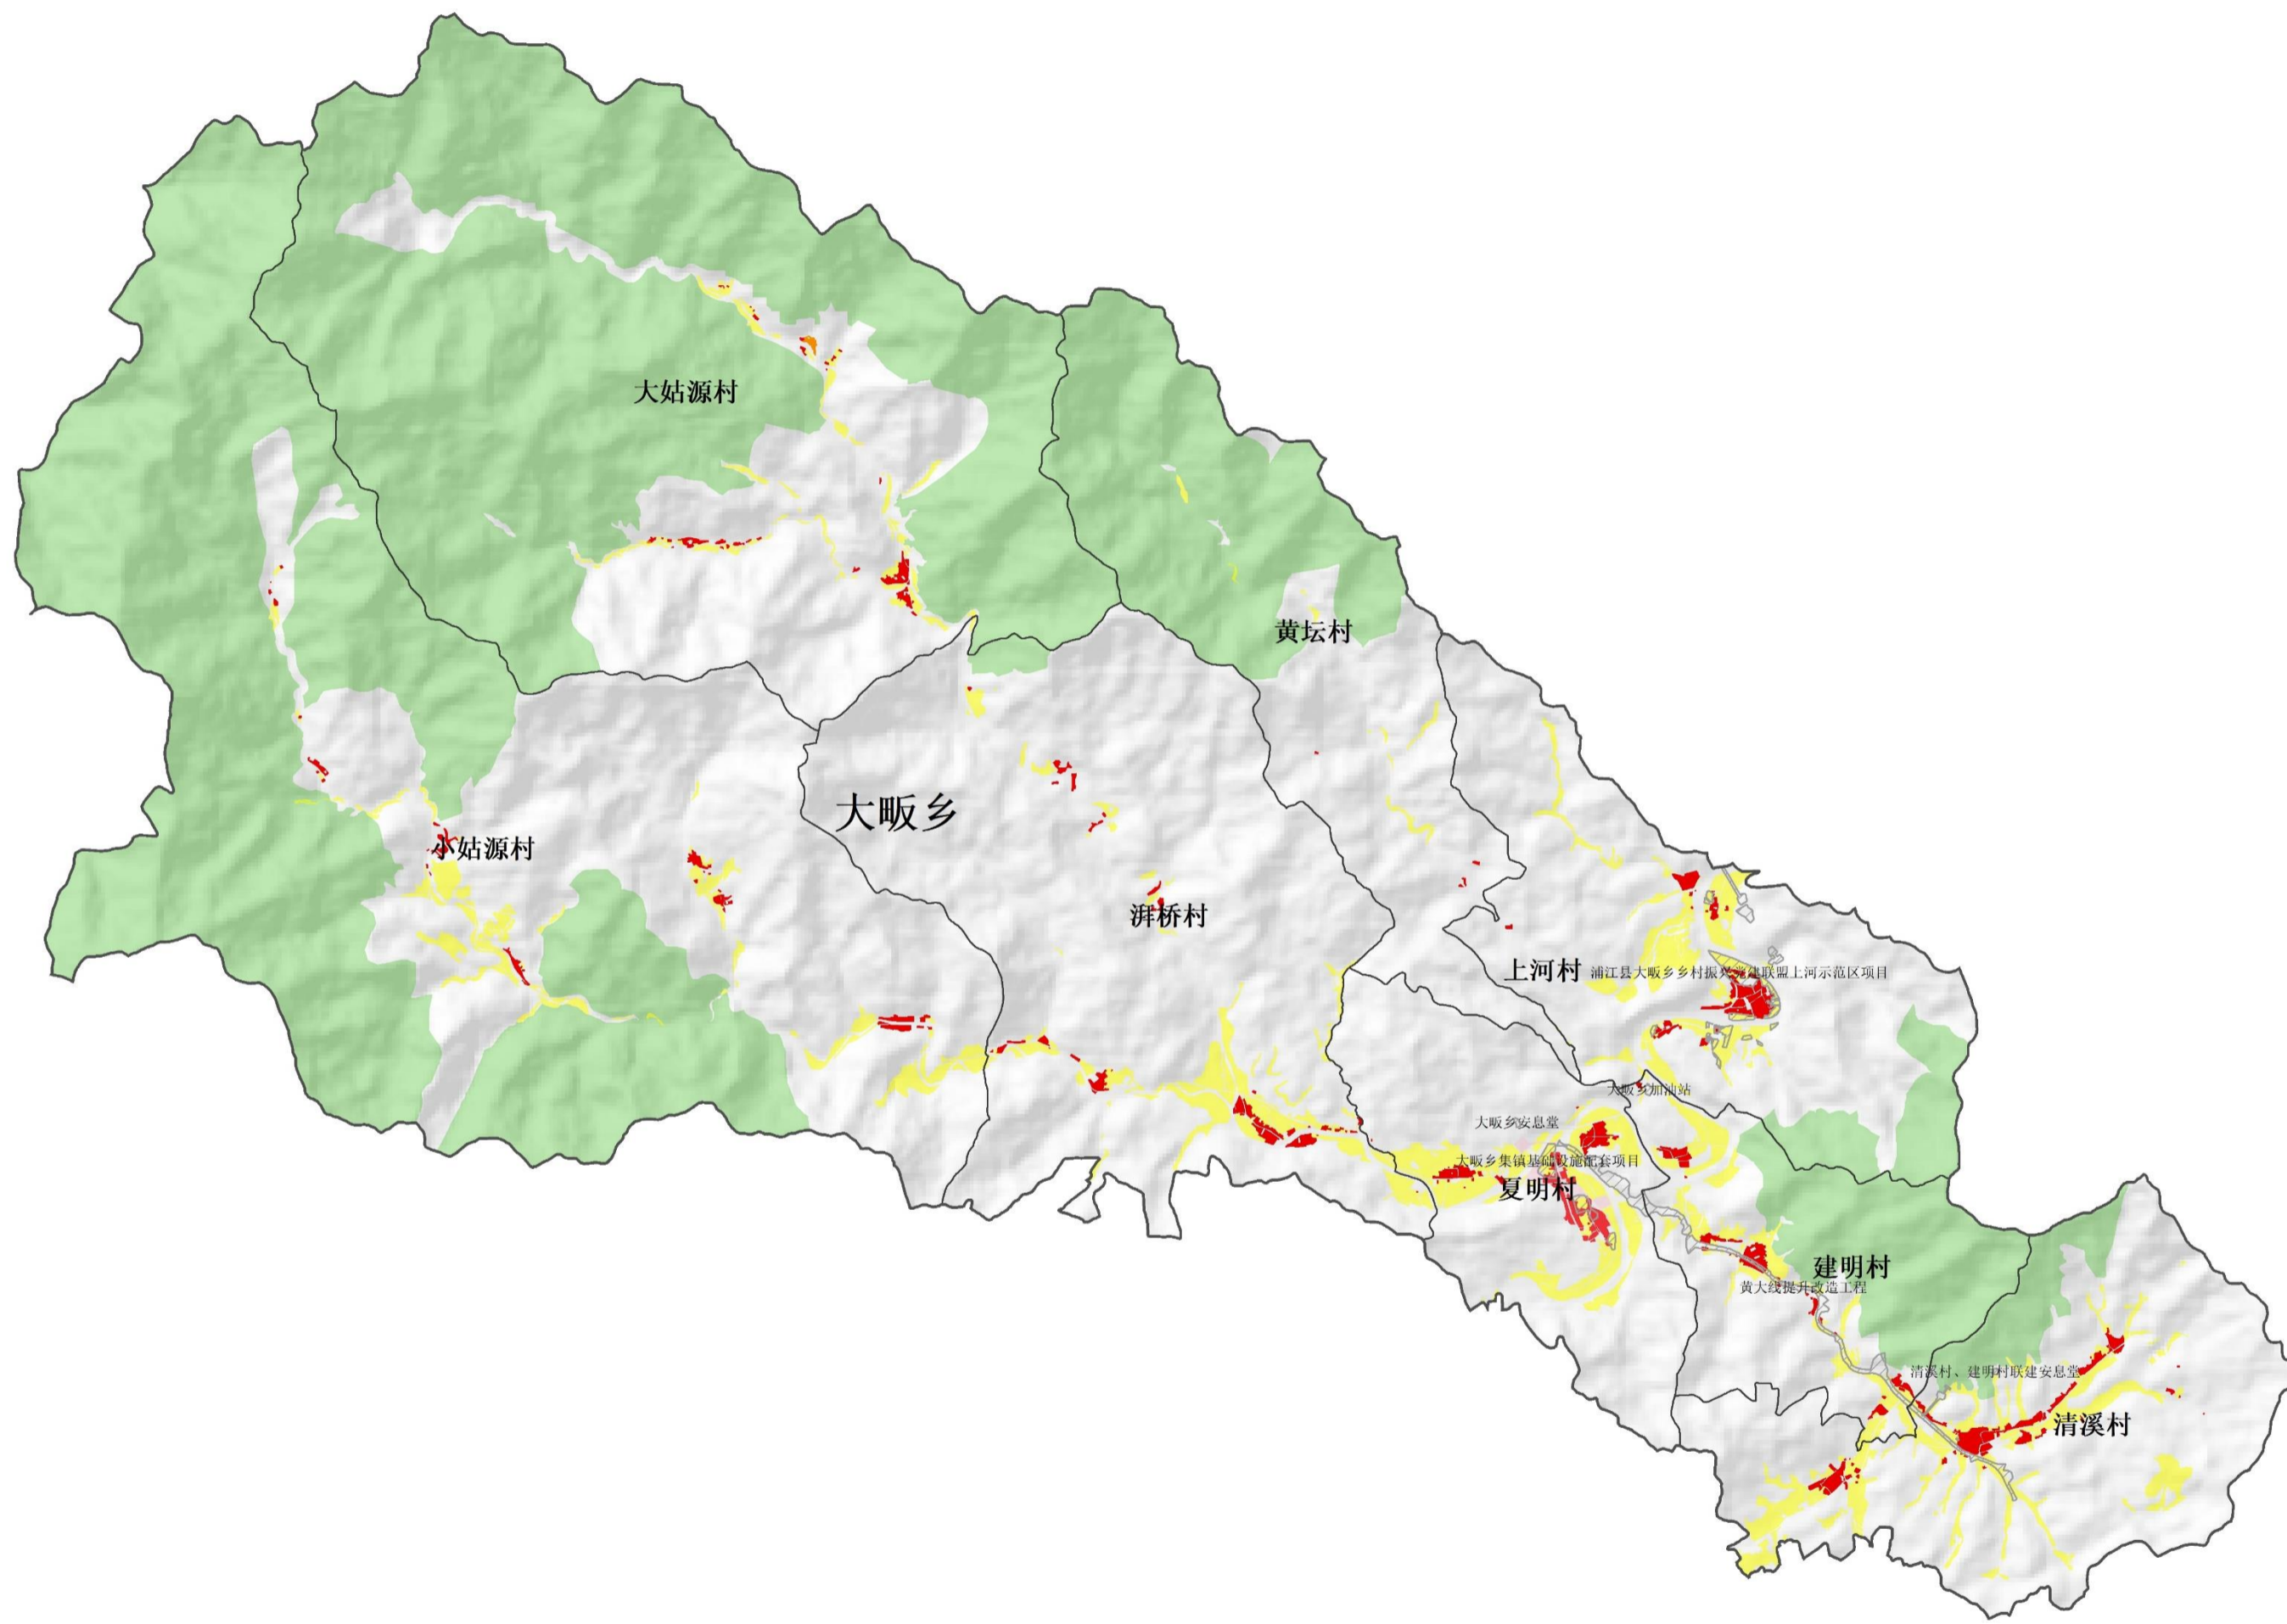 大姑源村
黄坛村
大畈乡
小姑源村
湃桥村
上河村
浦江县大畈乡乡村振兴党建联盟上河示范区项目
大畈乡加油站
大畈乡安息堂
大畈乡集镇基础设施配套项目
夏明村
建明村
黄大线提升改造工程
清溪村、建明村联建安息堂
清溪村